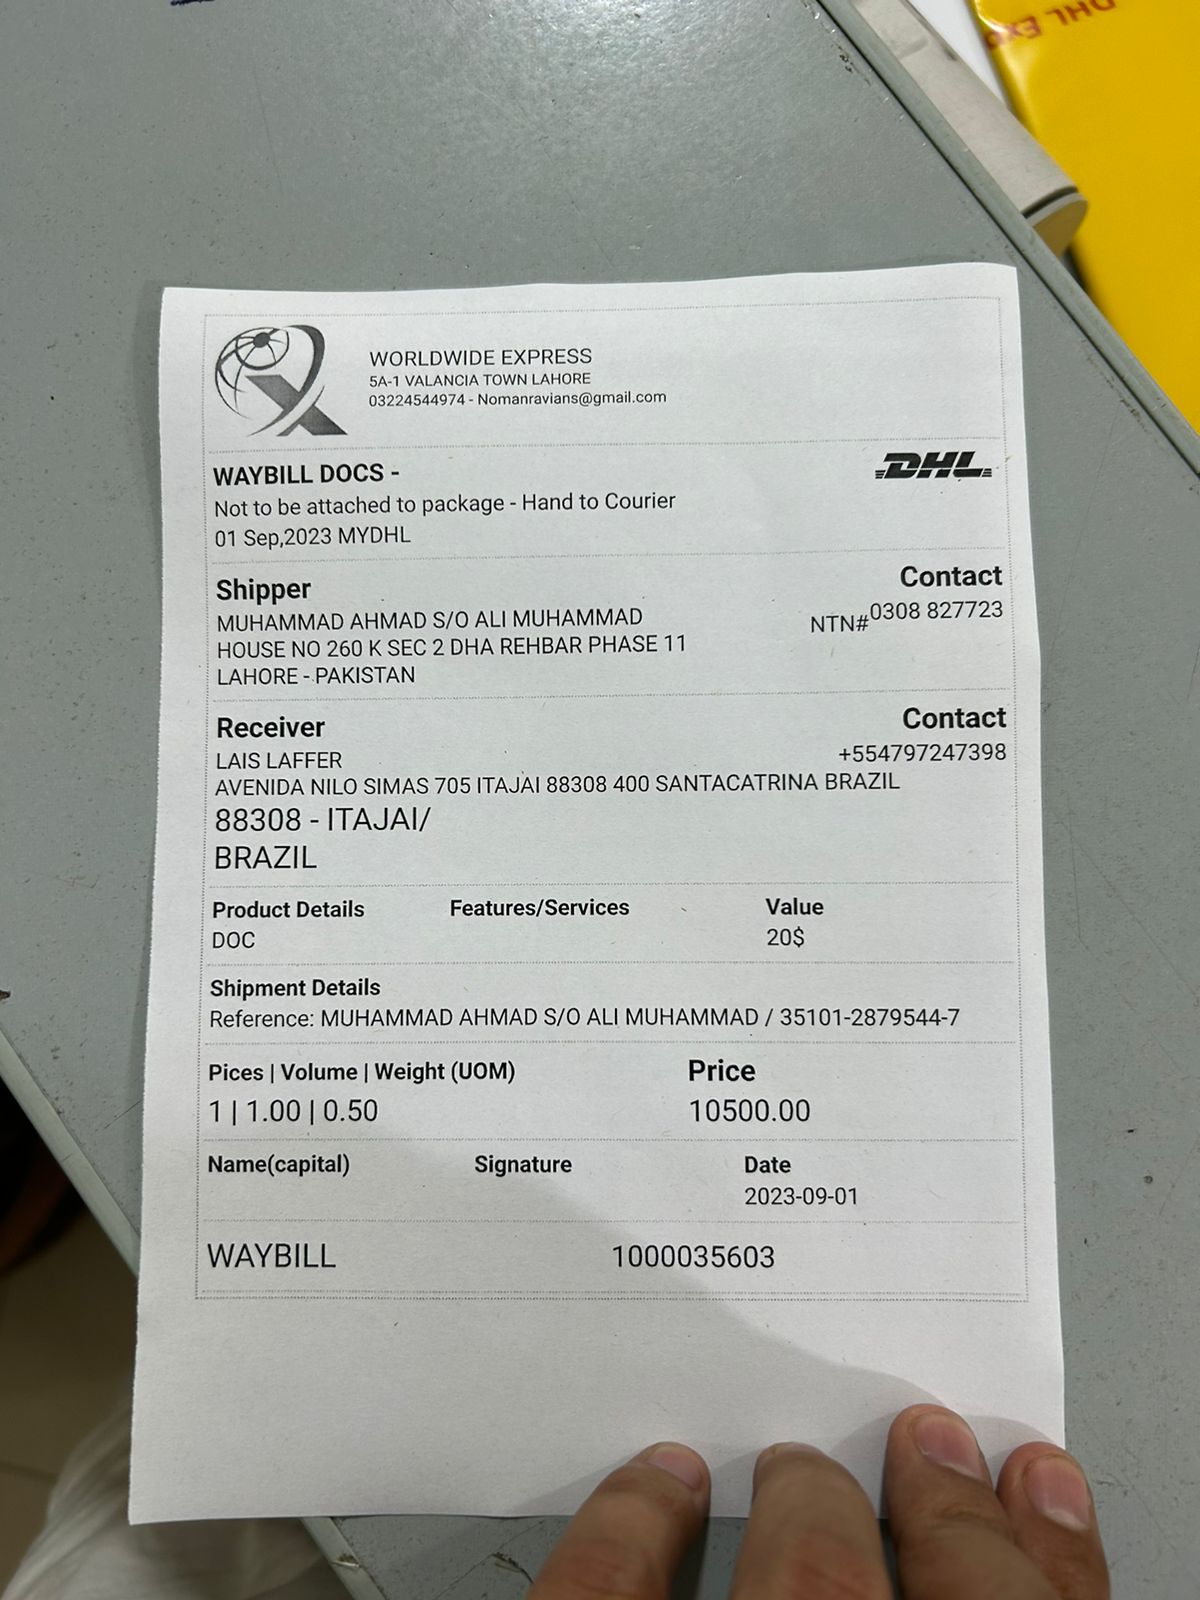 DHL Exp
WORLDWIDE EXPRESS
5A-1 VALANCIA TOWN LAHORE
03224544974 - Nomanravians@gmail.com
WAYBILL DOCS -
DHL
Not to be attached to package - Hand to Courier
01 Sep,2023 MYDHL
Shipper
Contact
MUHAMMAD AHMAD S/O ALI MUHAMMAD
NTN#0308 827723
HOUSE NO 260 K SEC 2 DHA REHBAR PHASE 11
LAHORE - PAKISTAN
Receiver
Contact
LAIS LAFFER
+554797247398
AVENIDA NILO SIMAS 705 ITAJAI 88308 400 SANTACATRINA BRAZIL
88308 - ITAJAI/
BRAZIL
Product Details Features/Services Value
DOC 20$
Shipment Details
Reference: MUHAMMAD AHMAD S/O ALI MUHAMMAD / 35101-2879544-7
Pices | Volume | Weight (UOM) Price
1 | 1.00 | 0.50 10500.00
Name(capital) Signature Date
2023-09-01
WAYBILL 1000035603